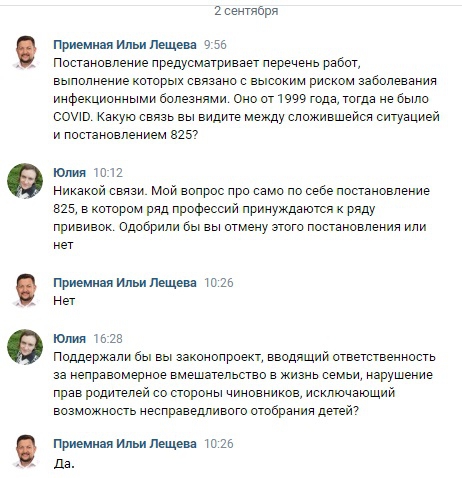 2 сентября
Приемная Ильи Лещева 9:56
Постановление предусматривает перечень работ,
выполнение которых связано с высоким риском заболевания
инфекционными болезнями. Оно от 1999 года, тогда не было
COVID. Какую связь вы видите между сложившейся ситуацией
и постановлением 825?
Юлия 10:12
Никакой связи. Мой вопрос про само по себе постановление
825, в котором ряд профессий принуждаются к ряду
прививок. Одобрили бы вы отмену этого постановления или
нет
Приемная Ильи Лещева 10:26
Нет
Юлия 16:28
Поддержали бы вы законопроект, вводящий ответственность
за неправомерное вмешательство в жизнь семьи, нарушение
прав родителей со стороны чиновников, исключающий
возможность несправедливого отобрания детей?
Приемная Ильи Лещева 10:26
Да.